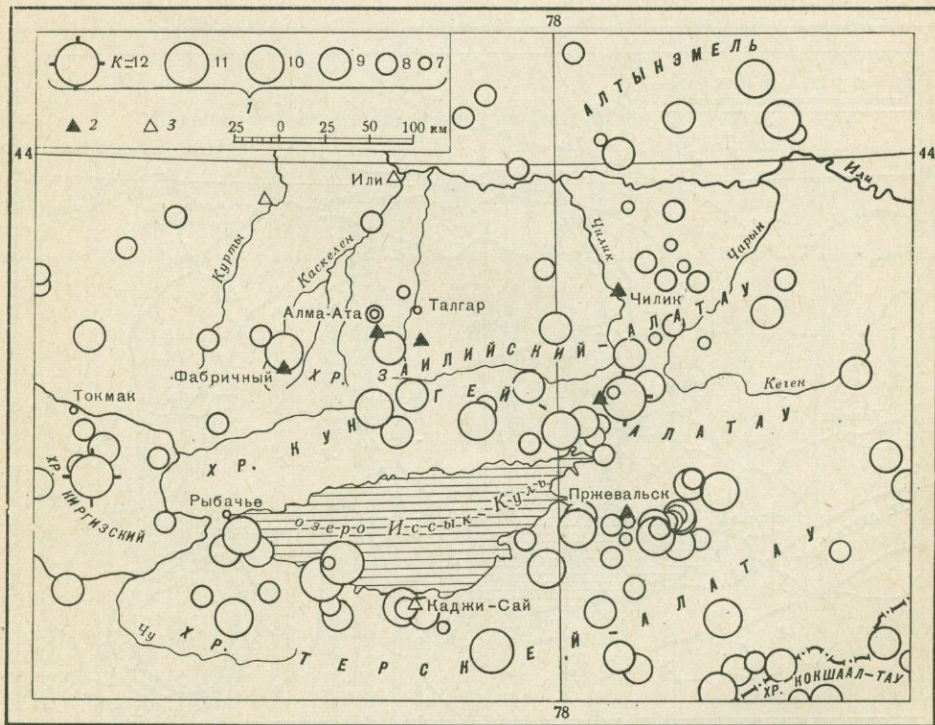 78
К=12 11 10 9 8 7
1
2 3
25 0 25 50 100 км
АЛТЫНЭМЕЛЬ
44
44
Или
Или
Курты
Каскелен
Чилик
Чарын
Алма-Ата
Талгар
Чилик
Фабричный
ХР. ЗАИЛИЙСКИЙ-АЛАТАУ
Кеген
Токмак
ХР. КУНГЕЙ-АЛАТАУ
ХР. КИРГИЗСКИЙ
Рыбачье
озеро Иссык-Куль
Пржевальск
Каджи-Сай
Чу
ХР. ТЕРСКЕЙ-АЛАТАУ
ХР. КОКШААЛ-ТАУ
78